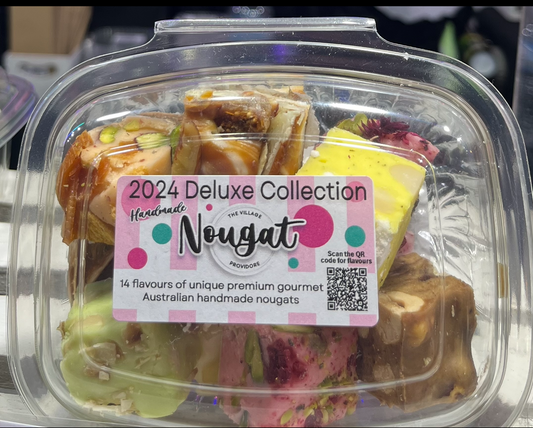 2024 Deluxe Collection
Handmade
Nougat
THE VILLAGE
PROVIDORE
Scan the QR
code for flavours
14 flavours of unique premium gourmet
Australian handmade nougats